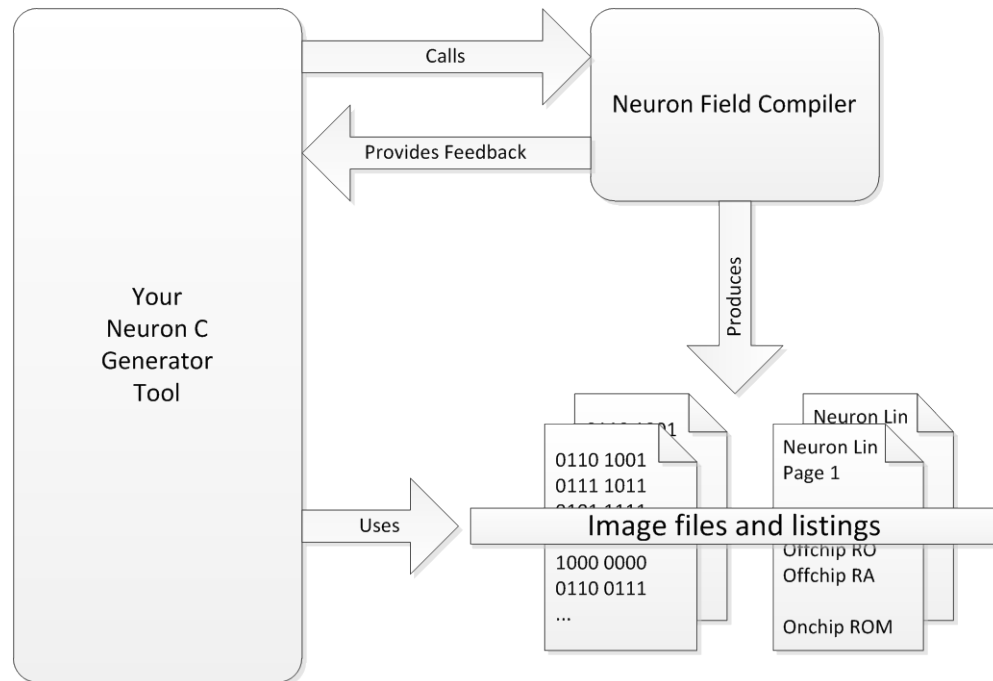 Calls
Neuron Field Compiler
Provides Feedback
Produces
Your
Neuron C
Generator
Tool
Uses
0110 1001
0111 1011
Image files and listings
1000 0000
0110 0111
...
Neuron Lin
Neuron Lin
Page 1
Offchip RO
Offchip RA
Onchip ROM